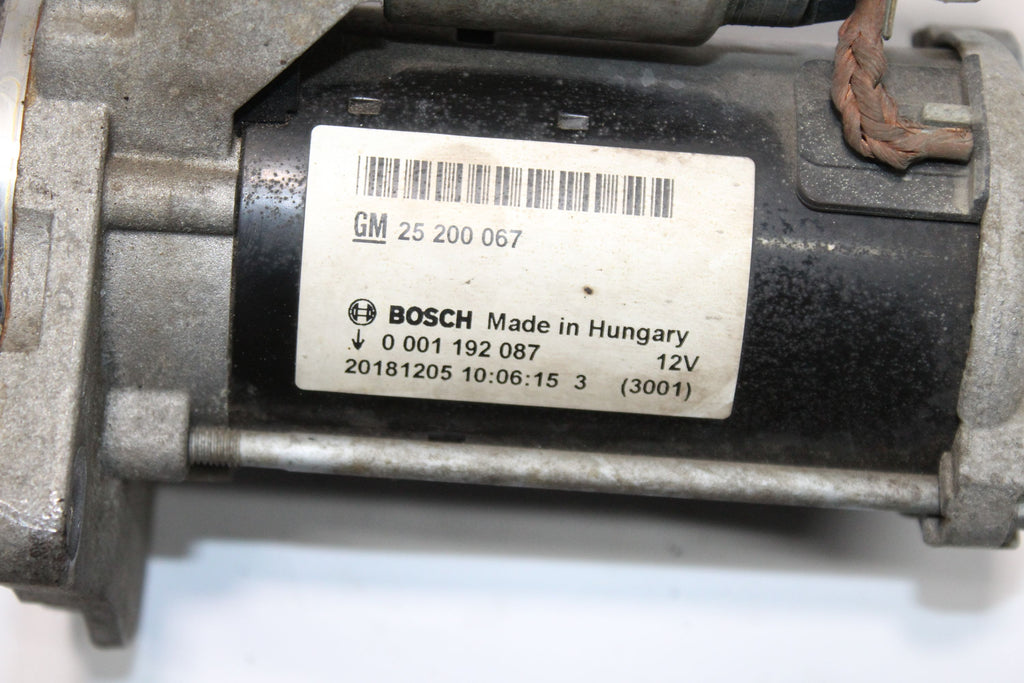 GM 25 200 067
BOSCH Made in Hungary
0 001 192 087 12V
20181205 10:06:15 3 (3001)